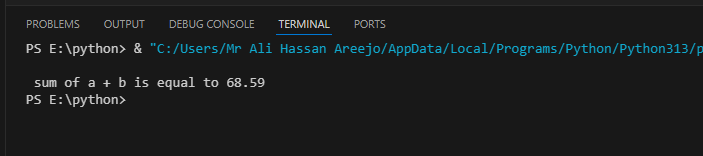 PROBLEMS OUTPUT DEBUG CONSOLE TERMINAL PORTS
PS E:\python> & "C:/Users/Mr Ali Hassan Areejo/AppData/Local/Programs/Python/Python313/p
sum of a + b is equal to 68.59
PS E:\python>